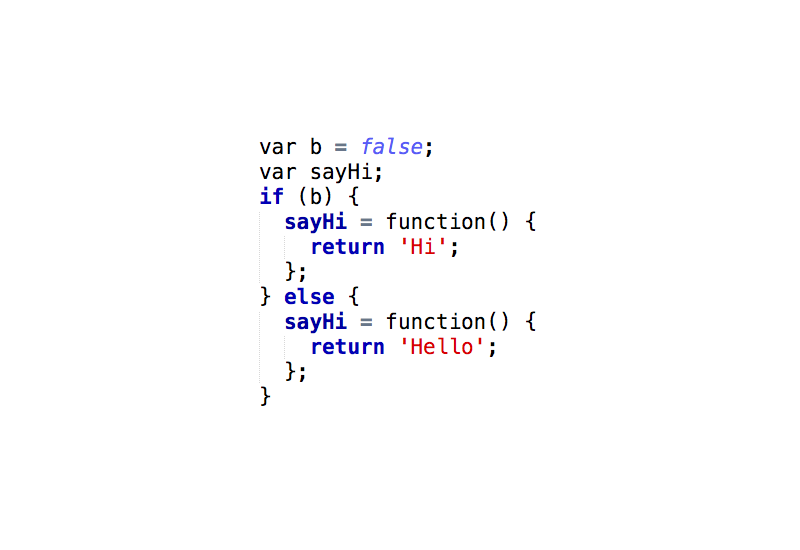 var b = false;
var sayHi;
if (b) {
  sayHi = function() {
    return 'Hi';
  };
} else {
  sayHi = function() {
    return 'Hello';
  };
}